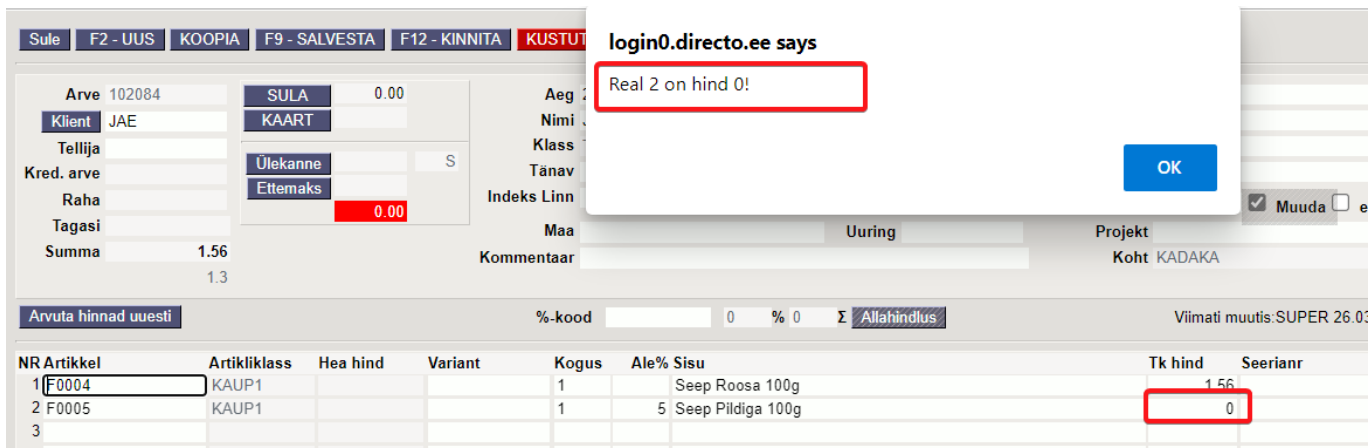 Sule F2 - UUS KOOPIA F9 - SALVESTA F12 - KINNITA KUSTUT
login0.directo.ee says
Real 2 on hind 0!
OK
Arve 102084 SULA 0.00 Aeg
Klient JAE KAART Nimi
Tellija Klass
Kred. arve Ülekanne S Tänav
Raha Ettemaks Indeks Linn Muuda e
Tagasi 0.00 Maa Uuring Projekt
Summa 1.56 Kommentaar Koht KADAKA
1.3
Arvuta hinnad uuesti %-kood 0 % 0 Σ Allahindlus Viimati muutis:SUPER 26.03
NR Artikkel Artikliklass Hea hind Variant Kogus Ale% Sisu Tk hind Seerianr
1 F0004 KAUP1 1 Seep Roosa 100g 1.56
2 F0005 KAUP1 1 5 Seep Pildiga 100g 0
3